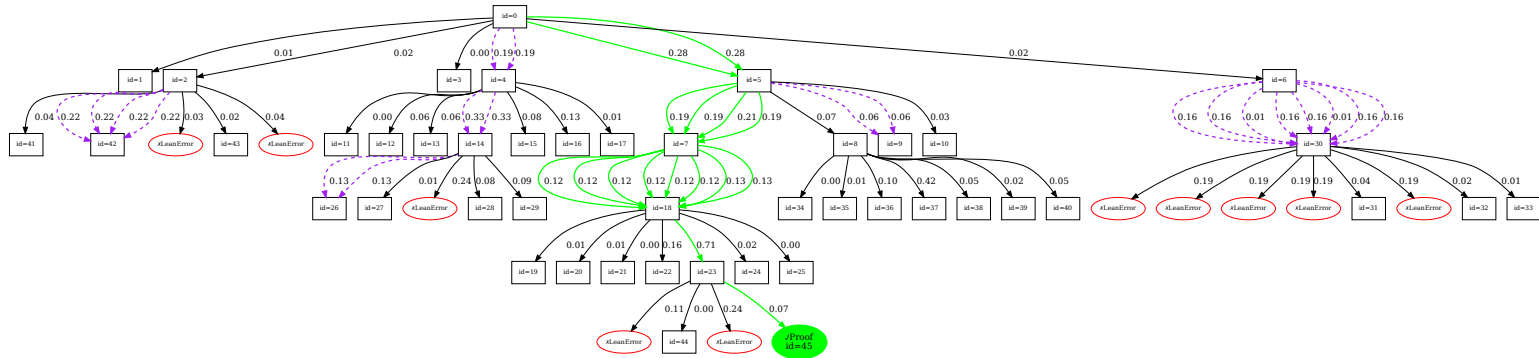 id=0
0.01
0.02
0.00
0.19
0.19
0.28
0.28
0.02
id=1
id=2
id=3
id=4
id=5
id=6
0.04
0.22
0.22
0.22
0.22
0.03
0.02
0.04
0.00
0.06
0.06
0.33
0.33
0.08
0.13
0.01
0.19
0.19
0.21
0.19
0.07
0.06
0.06
0.03
0.16
0.16
0.01
0.16
0.16
0.01
0.16
0.16
id=41
id=42
✗LeanError
id=43
✗LeanError
id=11
id=12
id=13
id=14
id=15
id=16
id=17
id=7
id=8
id=9
id=10
id=30
0.13
0.13
0.01
0.24
0.08
0.09
0.12
0.12
0.12
0.12
0.12
0.13
0.13
0.00
0.01
0.10
0.42
0.05
0.02
0.05
0.19
0.19
0.19
0.19
0.04
0.19
0.02
0.01
id=26
id=27
✗LeanError
id=28
id=29
id=18
id=34
id=35
id=36
id=37
id=38
id=39
id=40
✗LeanError
✗LeanError
✗LeanError
✗LeanError
id=31
✗LeanError
id=32
id=33
0.01
0.01
0.00
0.16
0.71
0.02
0.00
id=19
id=20
id=21
id=22
id=23
id=24
id=25
0.11
0.00
0.24
0.07
✗LeanError
id=44
✗LeanError
✓Proof
id=45